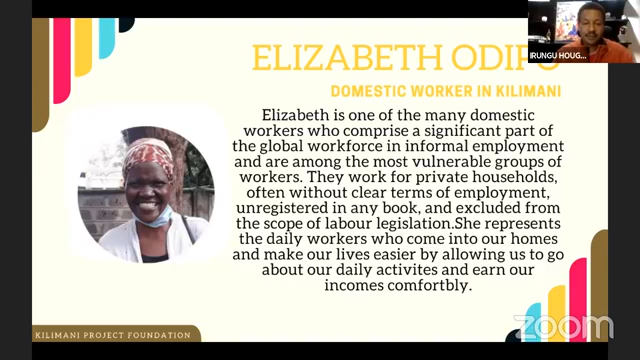 ELIZABETH
IRUNGU HOUG...
DOMESTIC WORKER IN KILIMANI
Elizabeth is one of the many domestic
workers who comprise a significant part of
the global workforce in informal employment
and are among the most vulnerable groups of
workers. They work for private households,
often without clear terms of employment,
unregistered in any book, and excluded from
the scope of labour legislation.She represents
the daily workers who come into our homes
and make our lives easier by allowing us to go
about our daily activites and earn our
incomes comfortbly.
KILIMANI PROJECT FOUNDATION
zoom